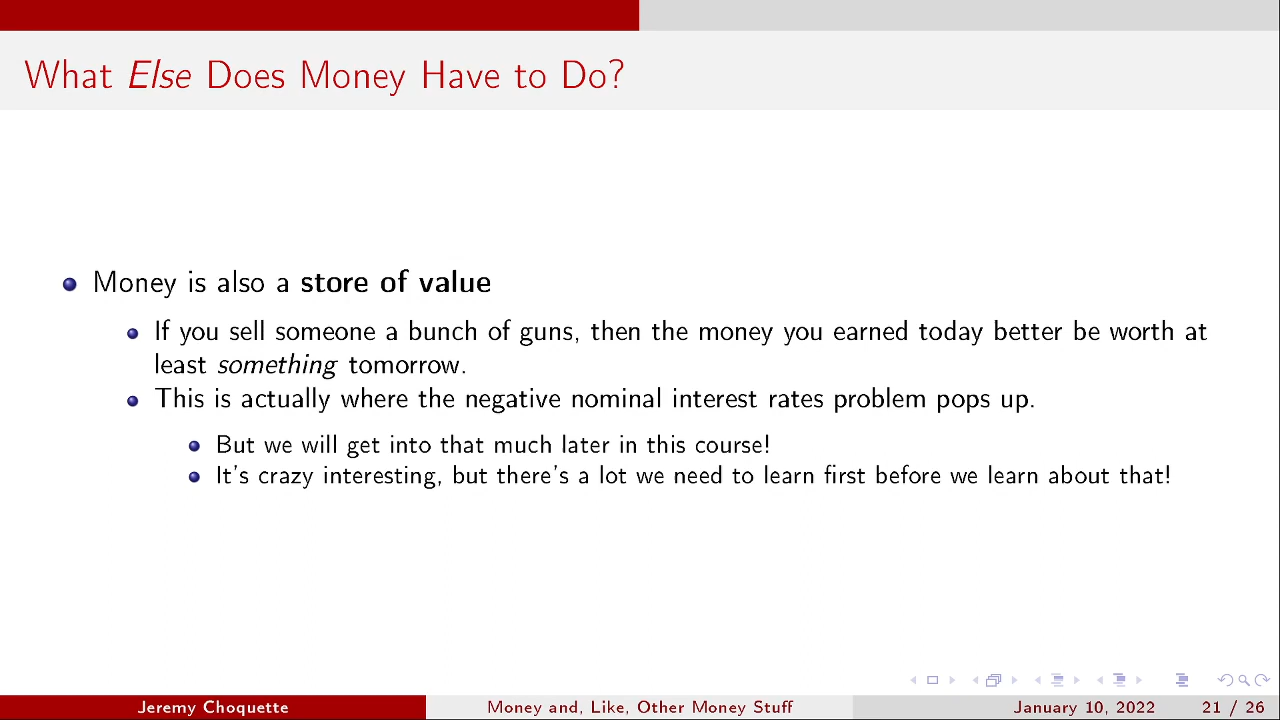 What Else Does Money Have to Do?
Money is also a store of value
If you sell someone a bunch of guns, then the money you earned today better be worth at
least something tomorrow.
This is actually where the negative nominal interest rates problem pops up.
But we will get into that much later in this course!
It's crazy interesting, but there's a lot we need to learn first before we learn about that!
Jeremy Choquette
Money and, Like, Other Money Stuff
January 10, 2022
21 / 26